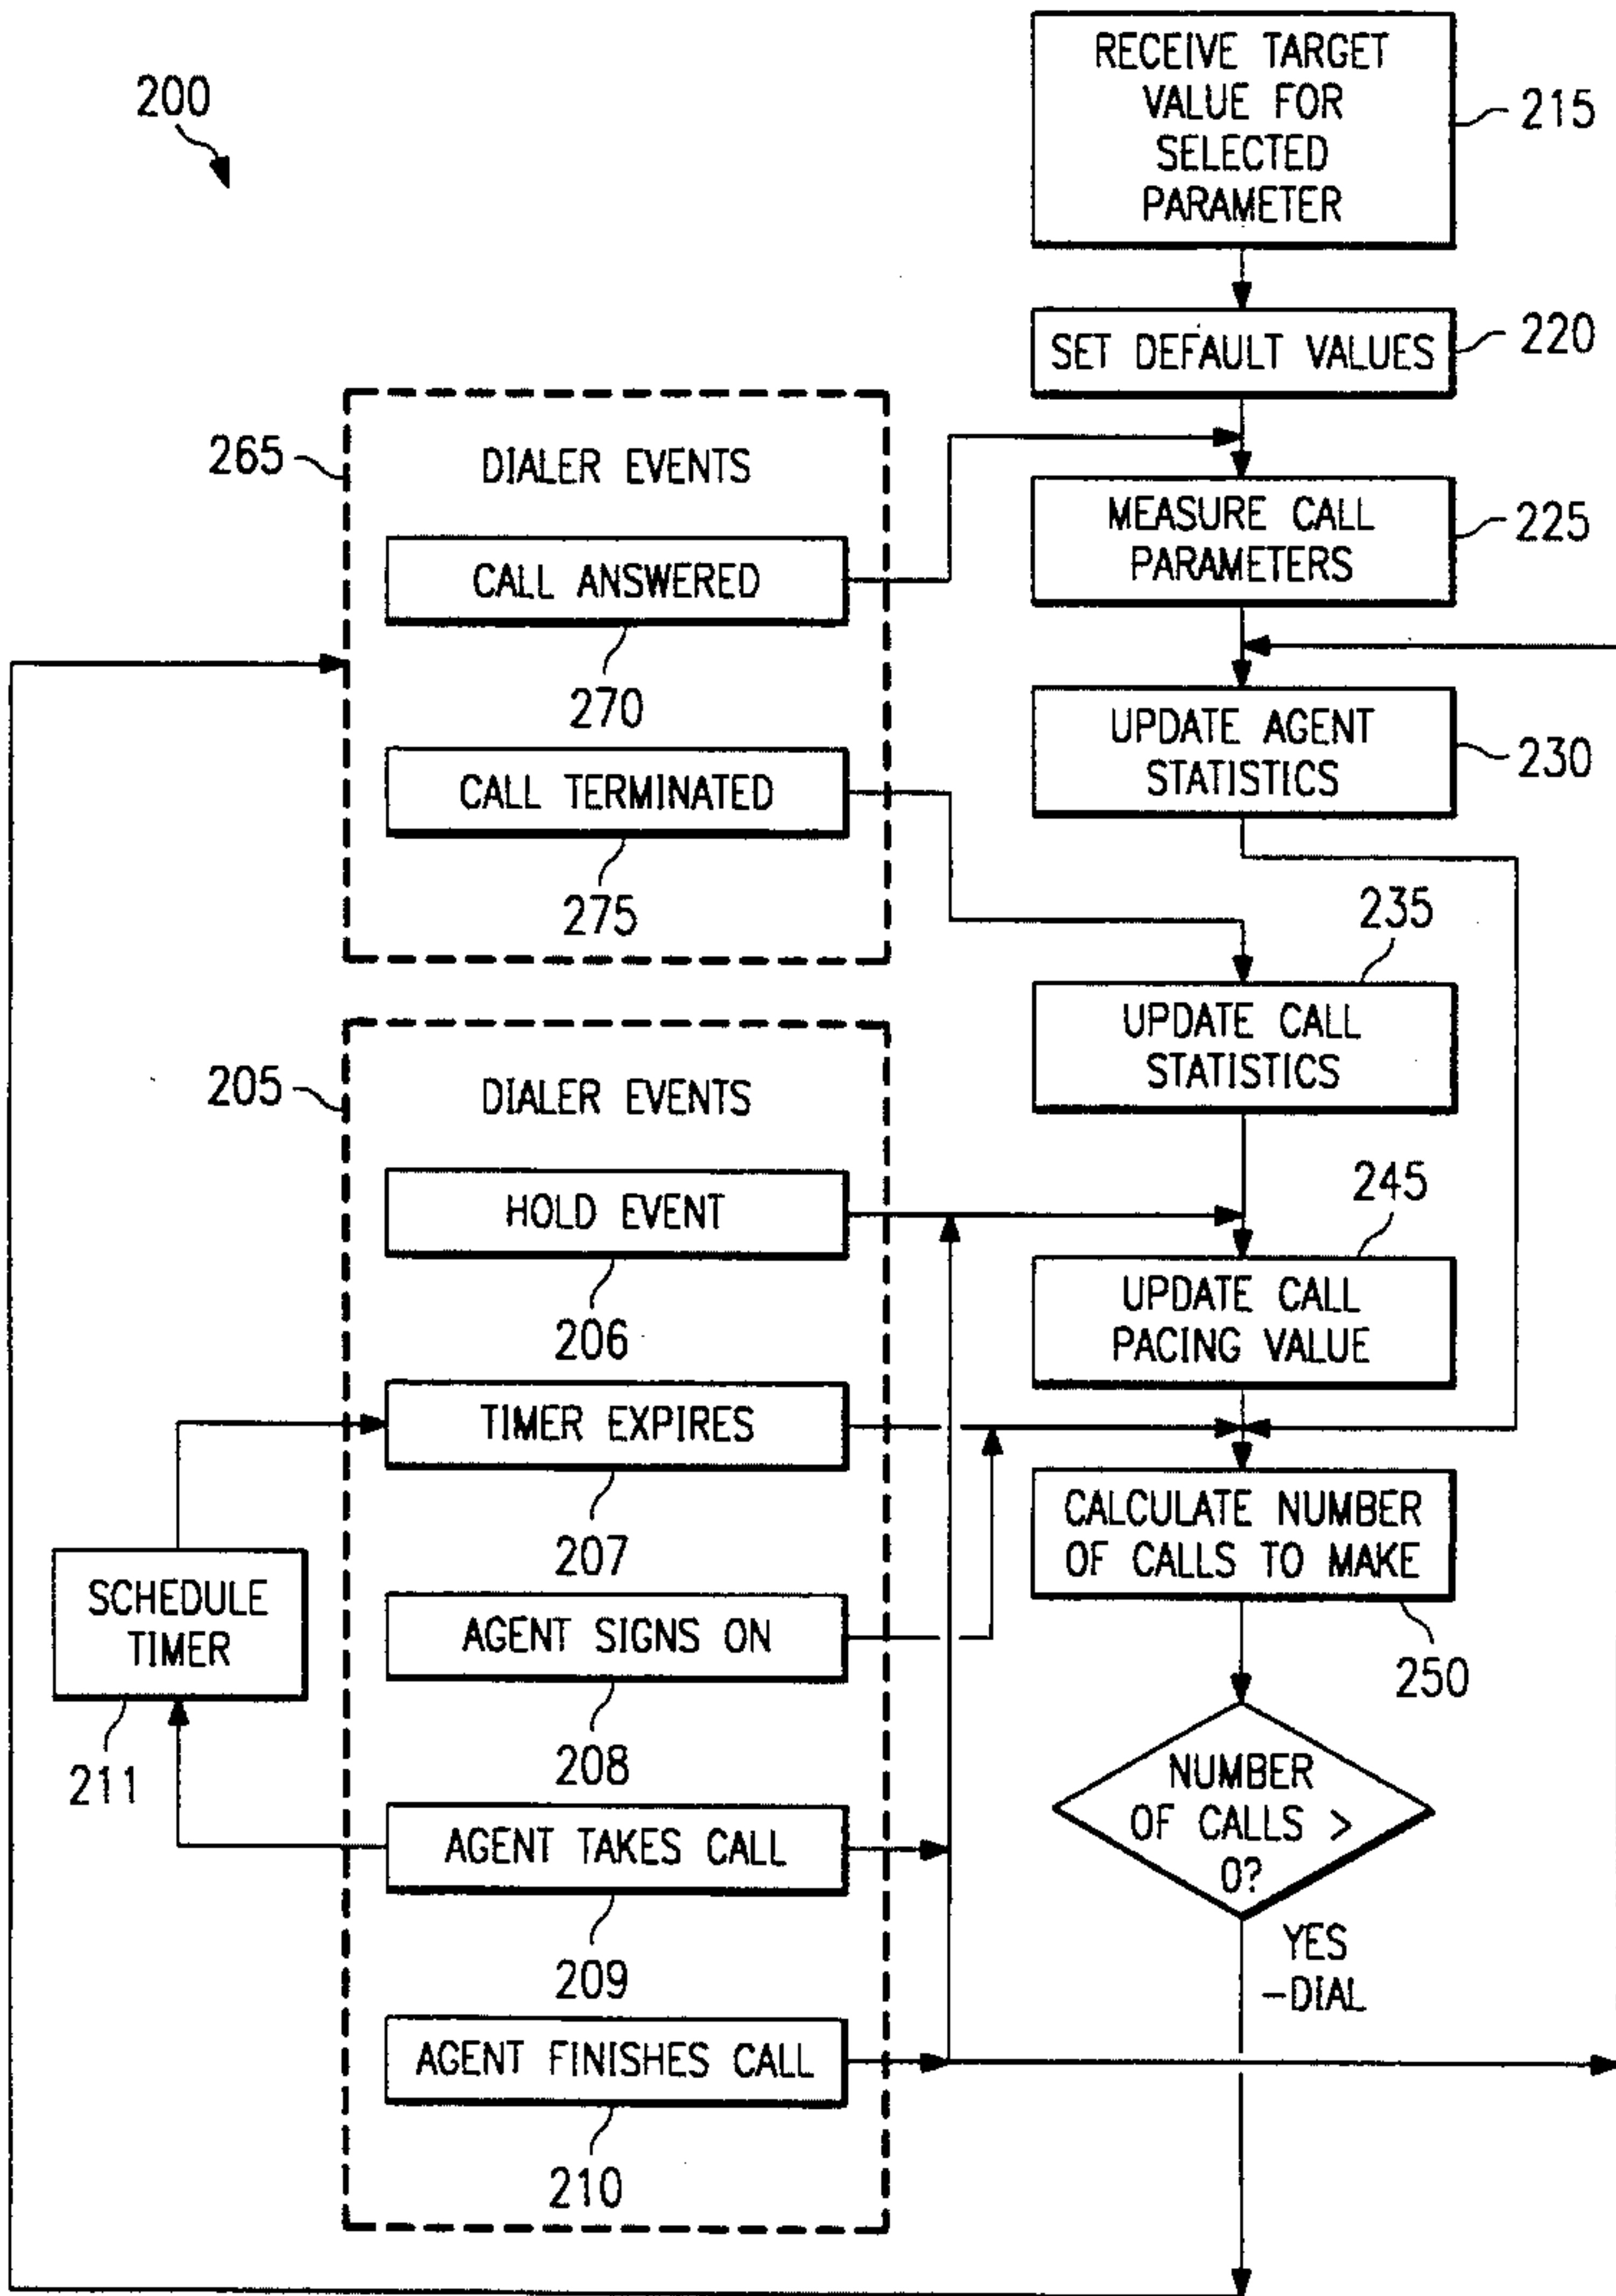 200
RECEIVE TARGET
VALUE FOR
SELECTED
PARAMETER
215
SET DEFAULT VALUES
220
265
DIALER EVENTS
CALL ANSWERED
270
CALL TERMINATED
275
MEASURE CALL
PARAMETERS
225
UPDATE AGENT
STATISTICS
230
235
UPDATE CALL
STATISTICS
205
DIALER EVENTS
HOLD EVENT
206
TIMER EXPIRES
207
AGENT SIGNS ON
208
AGENT TAKES CALL
209
AGENT FINISHES CALL
210
SCHEDULE
TIMER
211
245
UPDATE CALL
PACING VALUE
CALCULATE NUMBER
OF CALLS TO MAKE
250
NUMBER
OF CALLS >
0?
YES
-DIAL